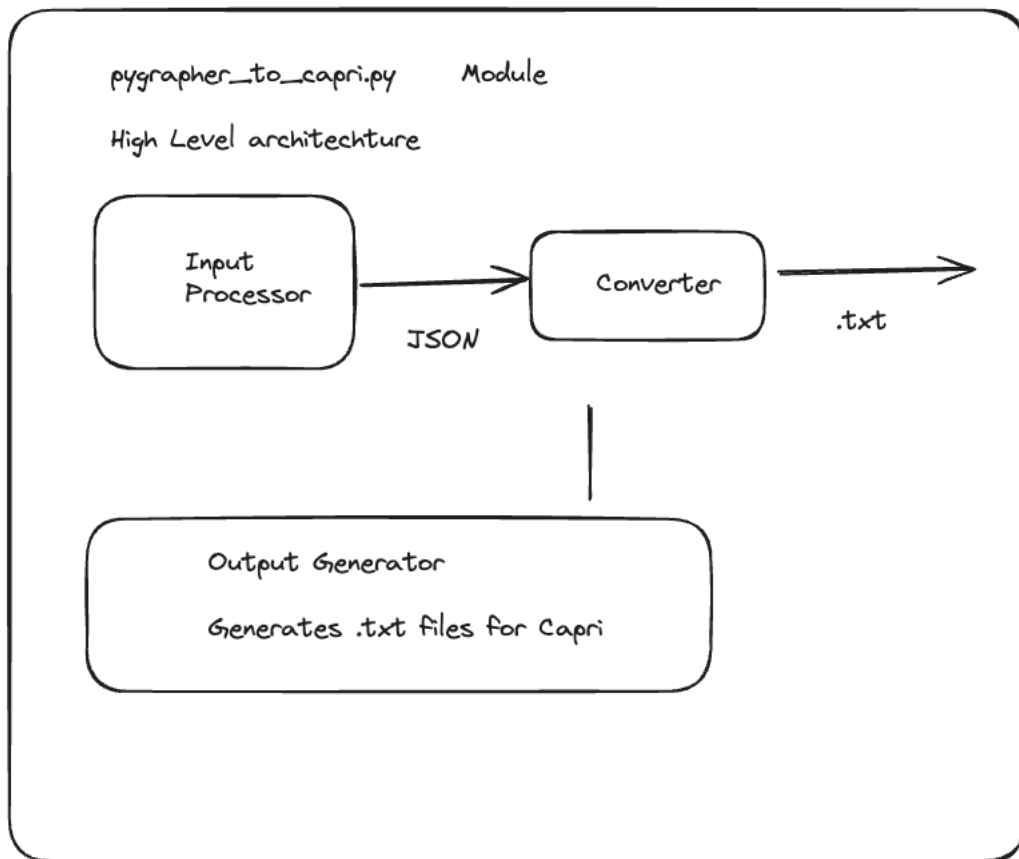 pygrapher_to_capri.py Module
High Level architechture
Input
Processor
JSON
Converter
.txt
Output Generator
Generates .txt files for Capri